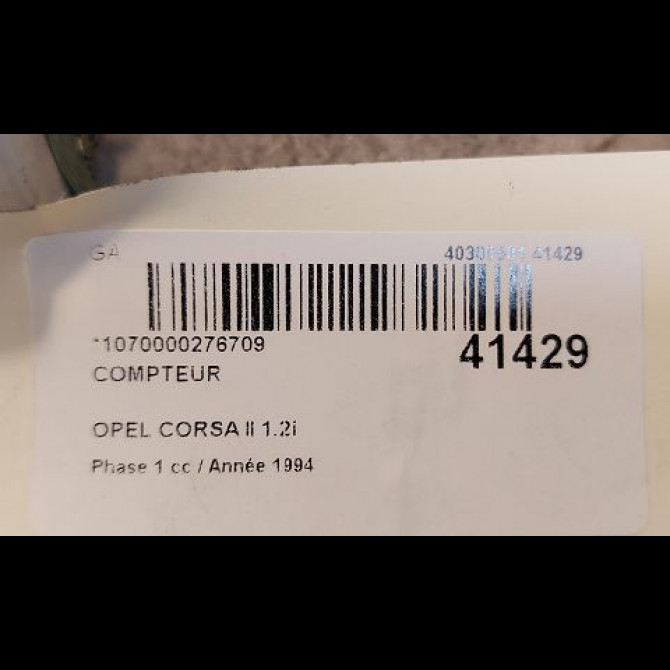 GA 41429
*1070000276709 41429
COMPTEUR
OPEL CORSA II 1.2i
Phase 1 cc / Année 1994